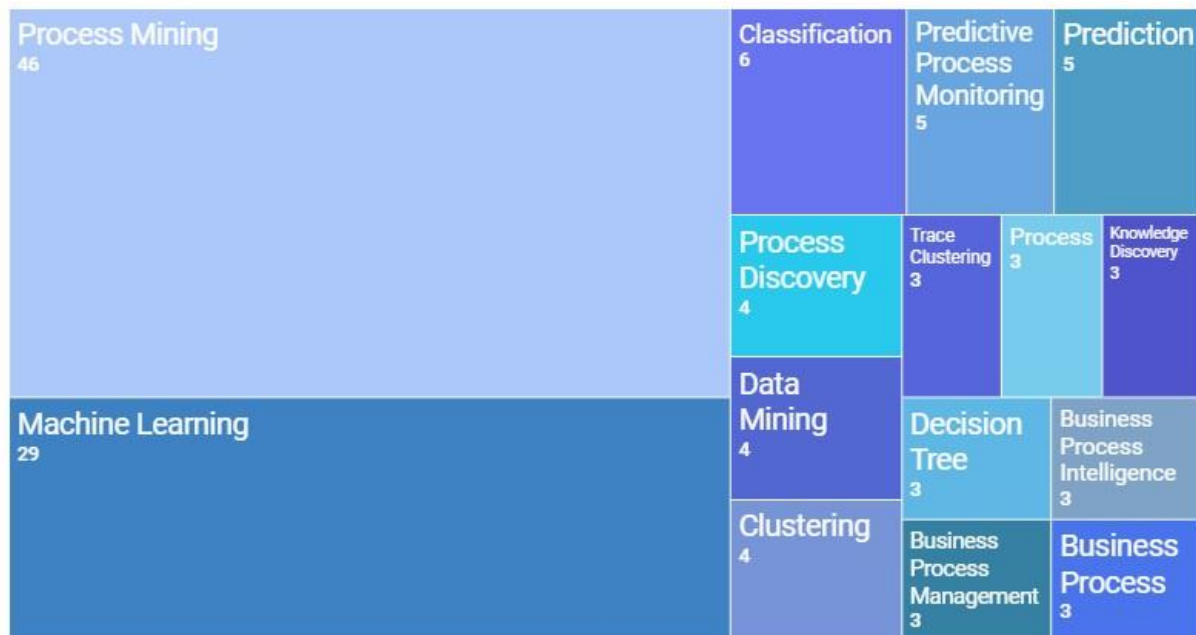 Process Mining
46
Machine Learning
29
Classification
6
Predictive
Process
Monitoring
5
Prediction
5
Process
Discovery
4
Data
Mining
4
Clustering
4
Trace
Clustering
3
Process
3
Knowledge
Discovery
3
Decision
Tree
3
Business
Process
Intelligence
3
Business
Process
Management
3
Business
Process
3